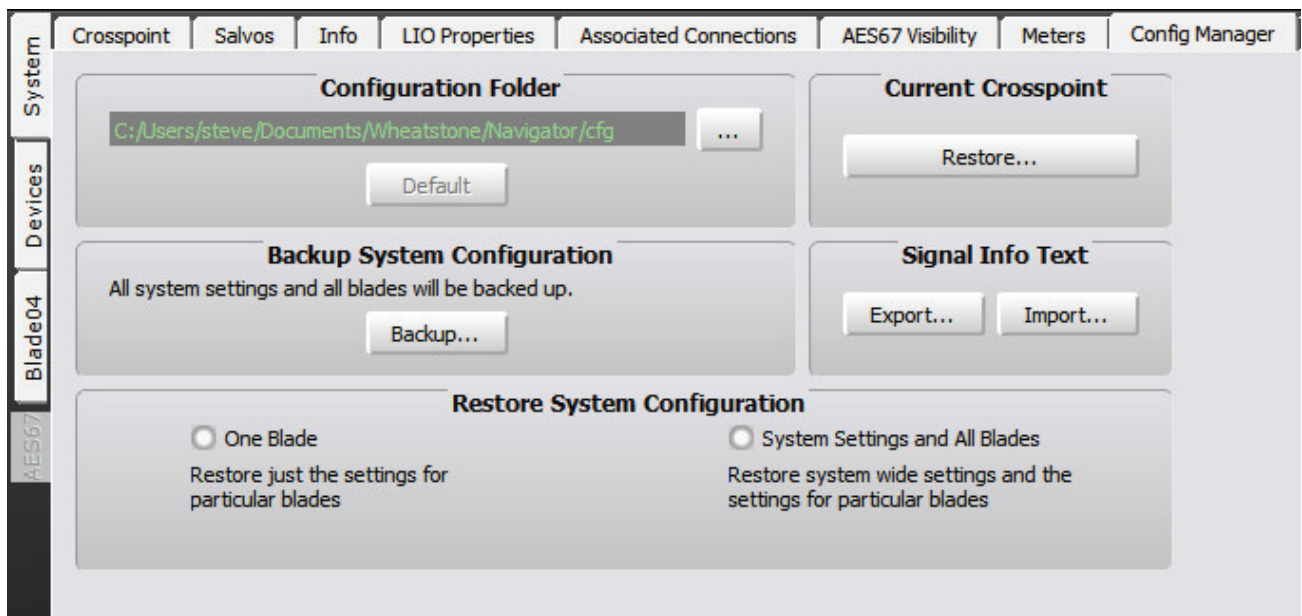 Crosspoint Salvos Info LIO Properties Associated Connections AES67 Visibility Meters Config Manager
System
Devices
Blade04
AES67
Configuration Folder
C:/Users/steve/Documents/Wheatstone/Navigator/cfg ...
Default
Current Crosspoint
Restore...
Backup System Configuration
All system settings and all blades will be backed up.
Backup...
Signal Info Text
Export... Import...
Restore System Configuration
One Blade
Restore just the settings for
particular blades
System Settings and All Blades
Restore system wide settings and the
settings for particular blades